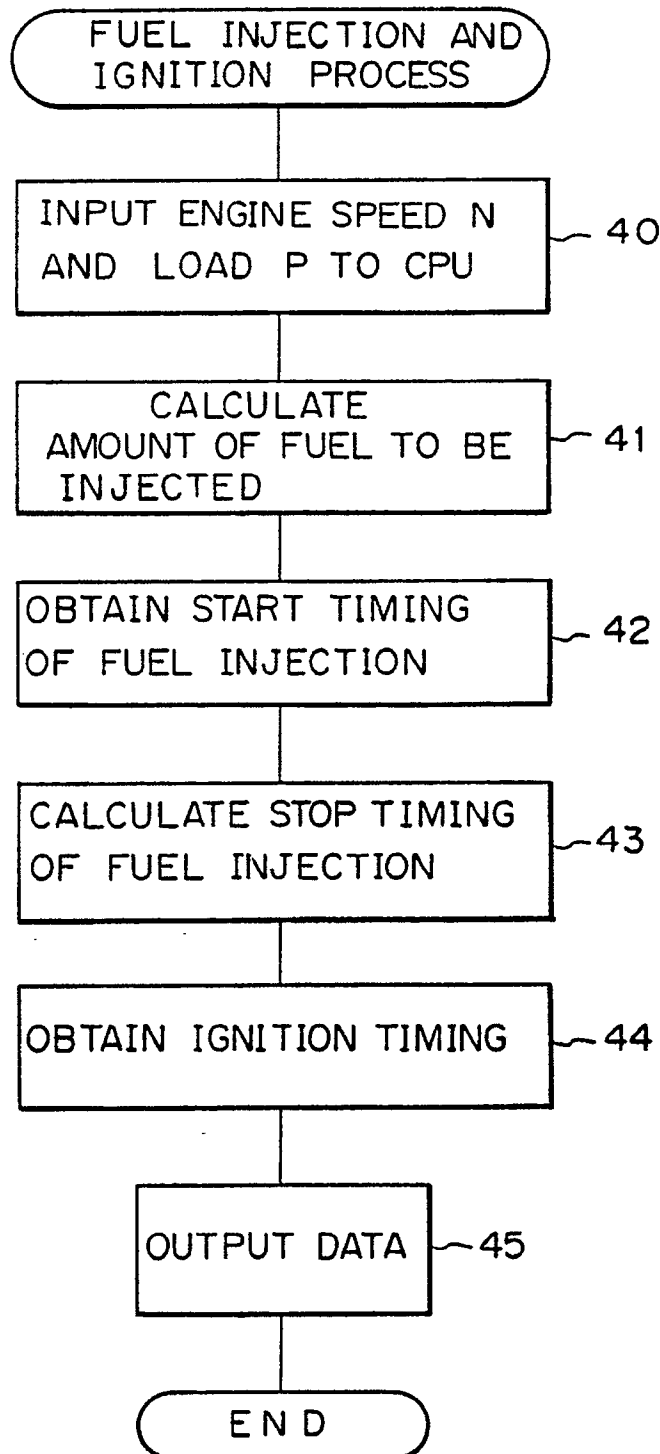 FUEL INJECTION AND
IGNITION PROCESS
INPUT ENGINE SPEED N
AND LOAD P TO CPU
40
CALCULATE
AMOUNT OF FUEL TO BE
INJECTED
41
OBTAIN START TIMING
OF FUEL INJECTION
42
CALCULATE STOP TIMING
OF FUEL INJECTION
43
OBTAIN IGNITION TIMING
44
OUTPUT DATA
45
END